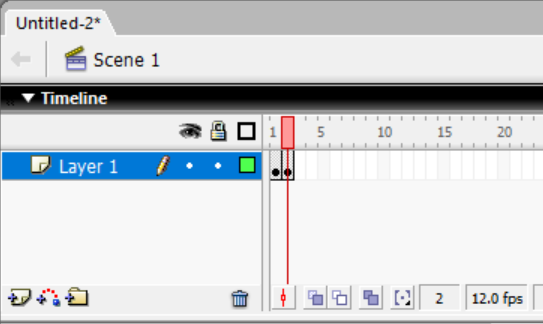 Untitled-2*
Scene 1
Timeline
1 5 10 15 20
Layer 1
2 12.0 fps